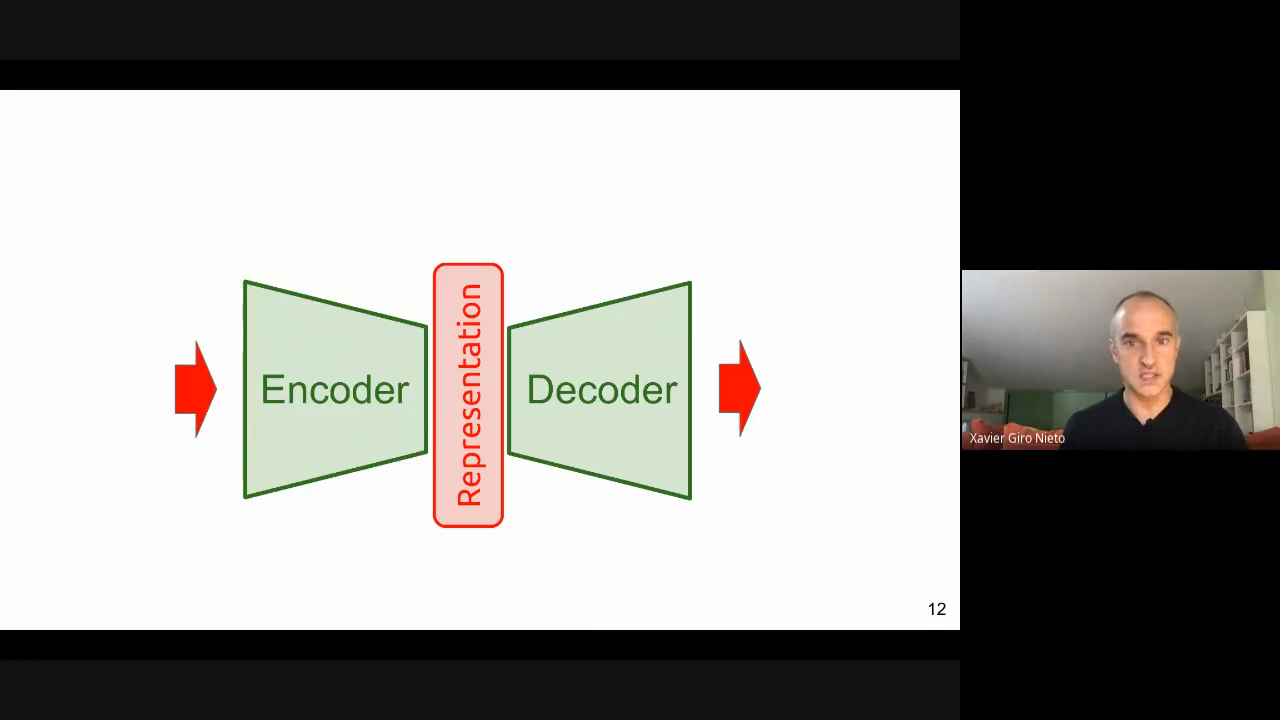 Encoder
Representation
Decoder
12
Xavier Giro Nieto